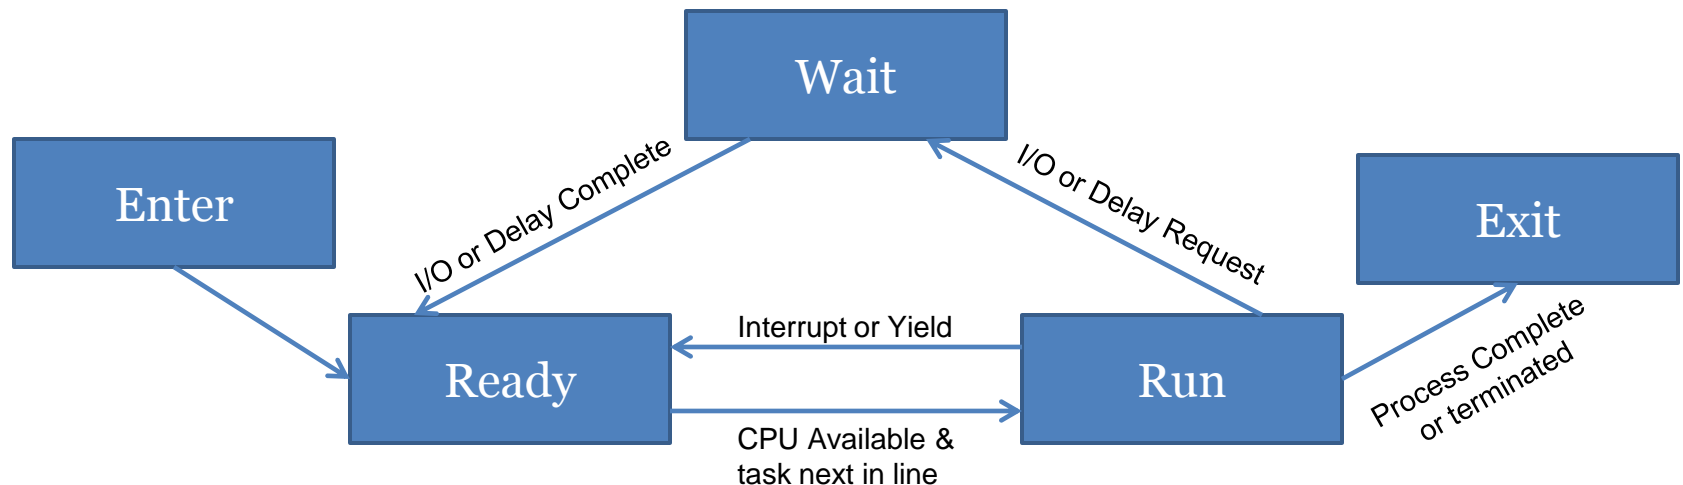 Wait
Enter
I/O or Delay Complete
I/O or Delay Request
Exit
Ready
Interrupt or Yield
CPU Available &
task next in line
Run
Process Complete
or terminated